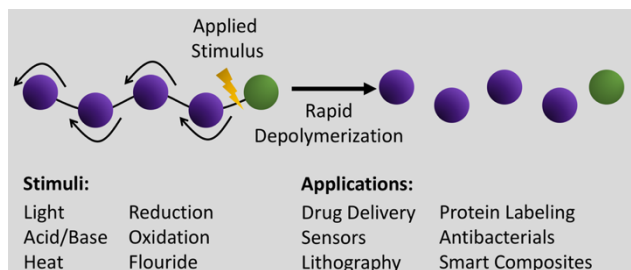 Applied
Stimulus
Rapid
Depolymerization
Stimuli:
Light Reduction
Acid/Base Oxidation
Heat Flouride
Applications:
Drug Delivery Protein Labeling
Sensors Antibacterials
Lithography Smart Composites